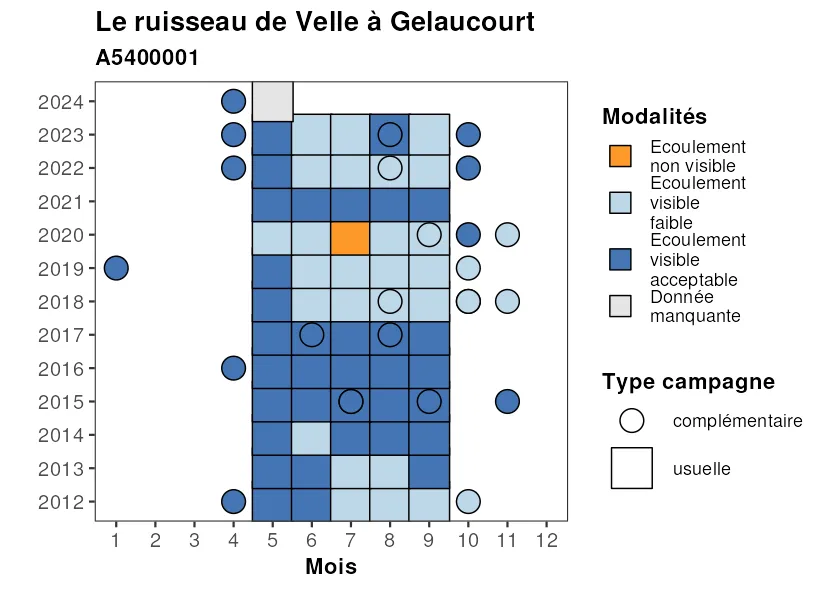 Le ruisseau de Velle à Gelaucourt
A5400001
2024
2023
2022
2021
2020
2019
2018
2017
2016
2015
2014
2013
2012
1 2 3 4 5 6 7 8 9 10 11 12
Mois
Modalités
Ecoulement
non visible
Ecoulement
visible
faible
Ecoulement
visible
acceptable
Donnée
manquante
Type campagne
complémentaire
usuelle